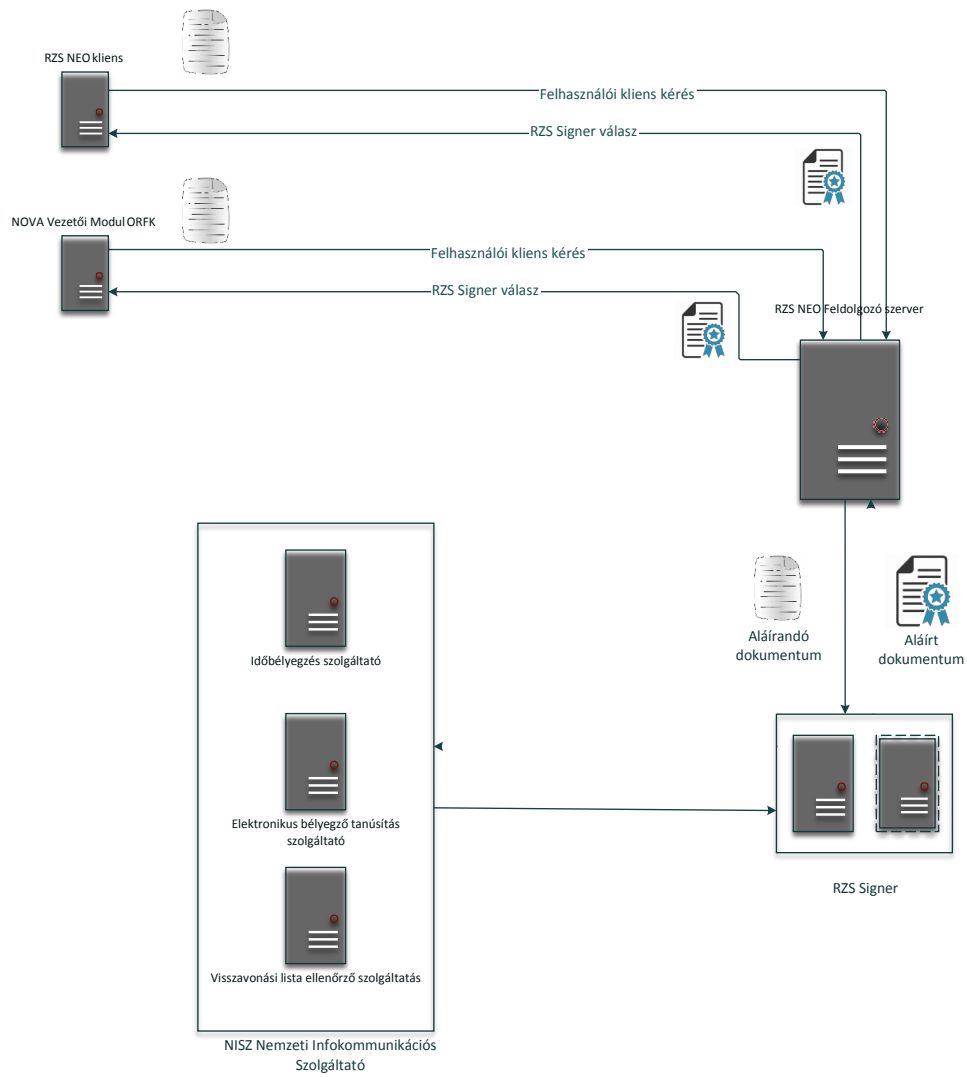 RZS NEO kliens
Felhasználói kliens kérés
RZS Signer válasz
NOVA Vezetői Modul ORFK
Felhasználói kliens kérés
RZS Signer válasz
RZS NEO Feldolgozó szerver
Aláírandó
dokumentum
Aláírt
dokumentum
Időbélyegzés szolgáltató
Elektronikus bélyegző tanúsítás
szolgáltató
Visszavonási lista ellenőrző szolgáltatás
RZS Signer
NISZ Nemzeti Infokommunikációs
Szolgáltató